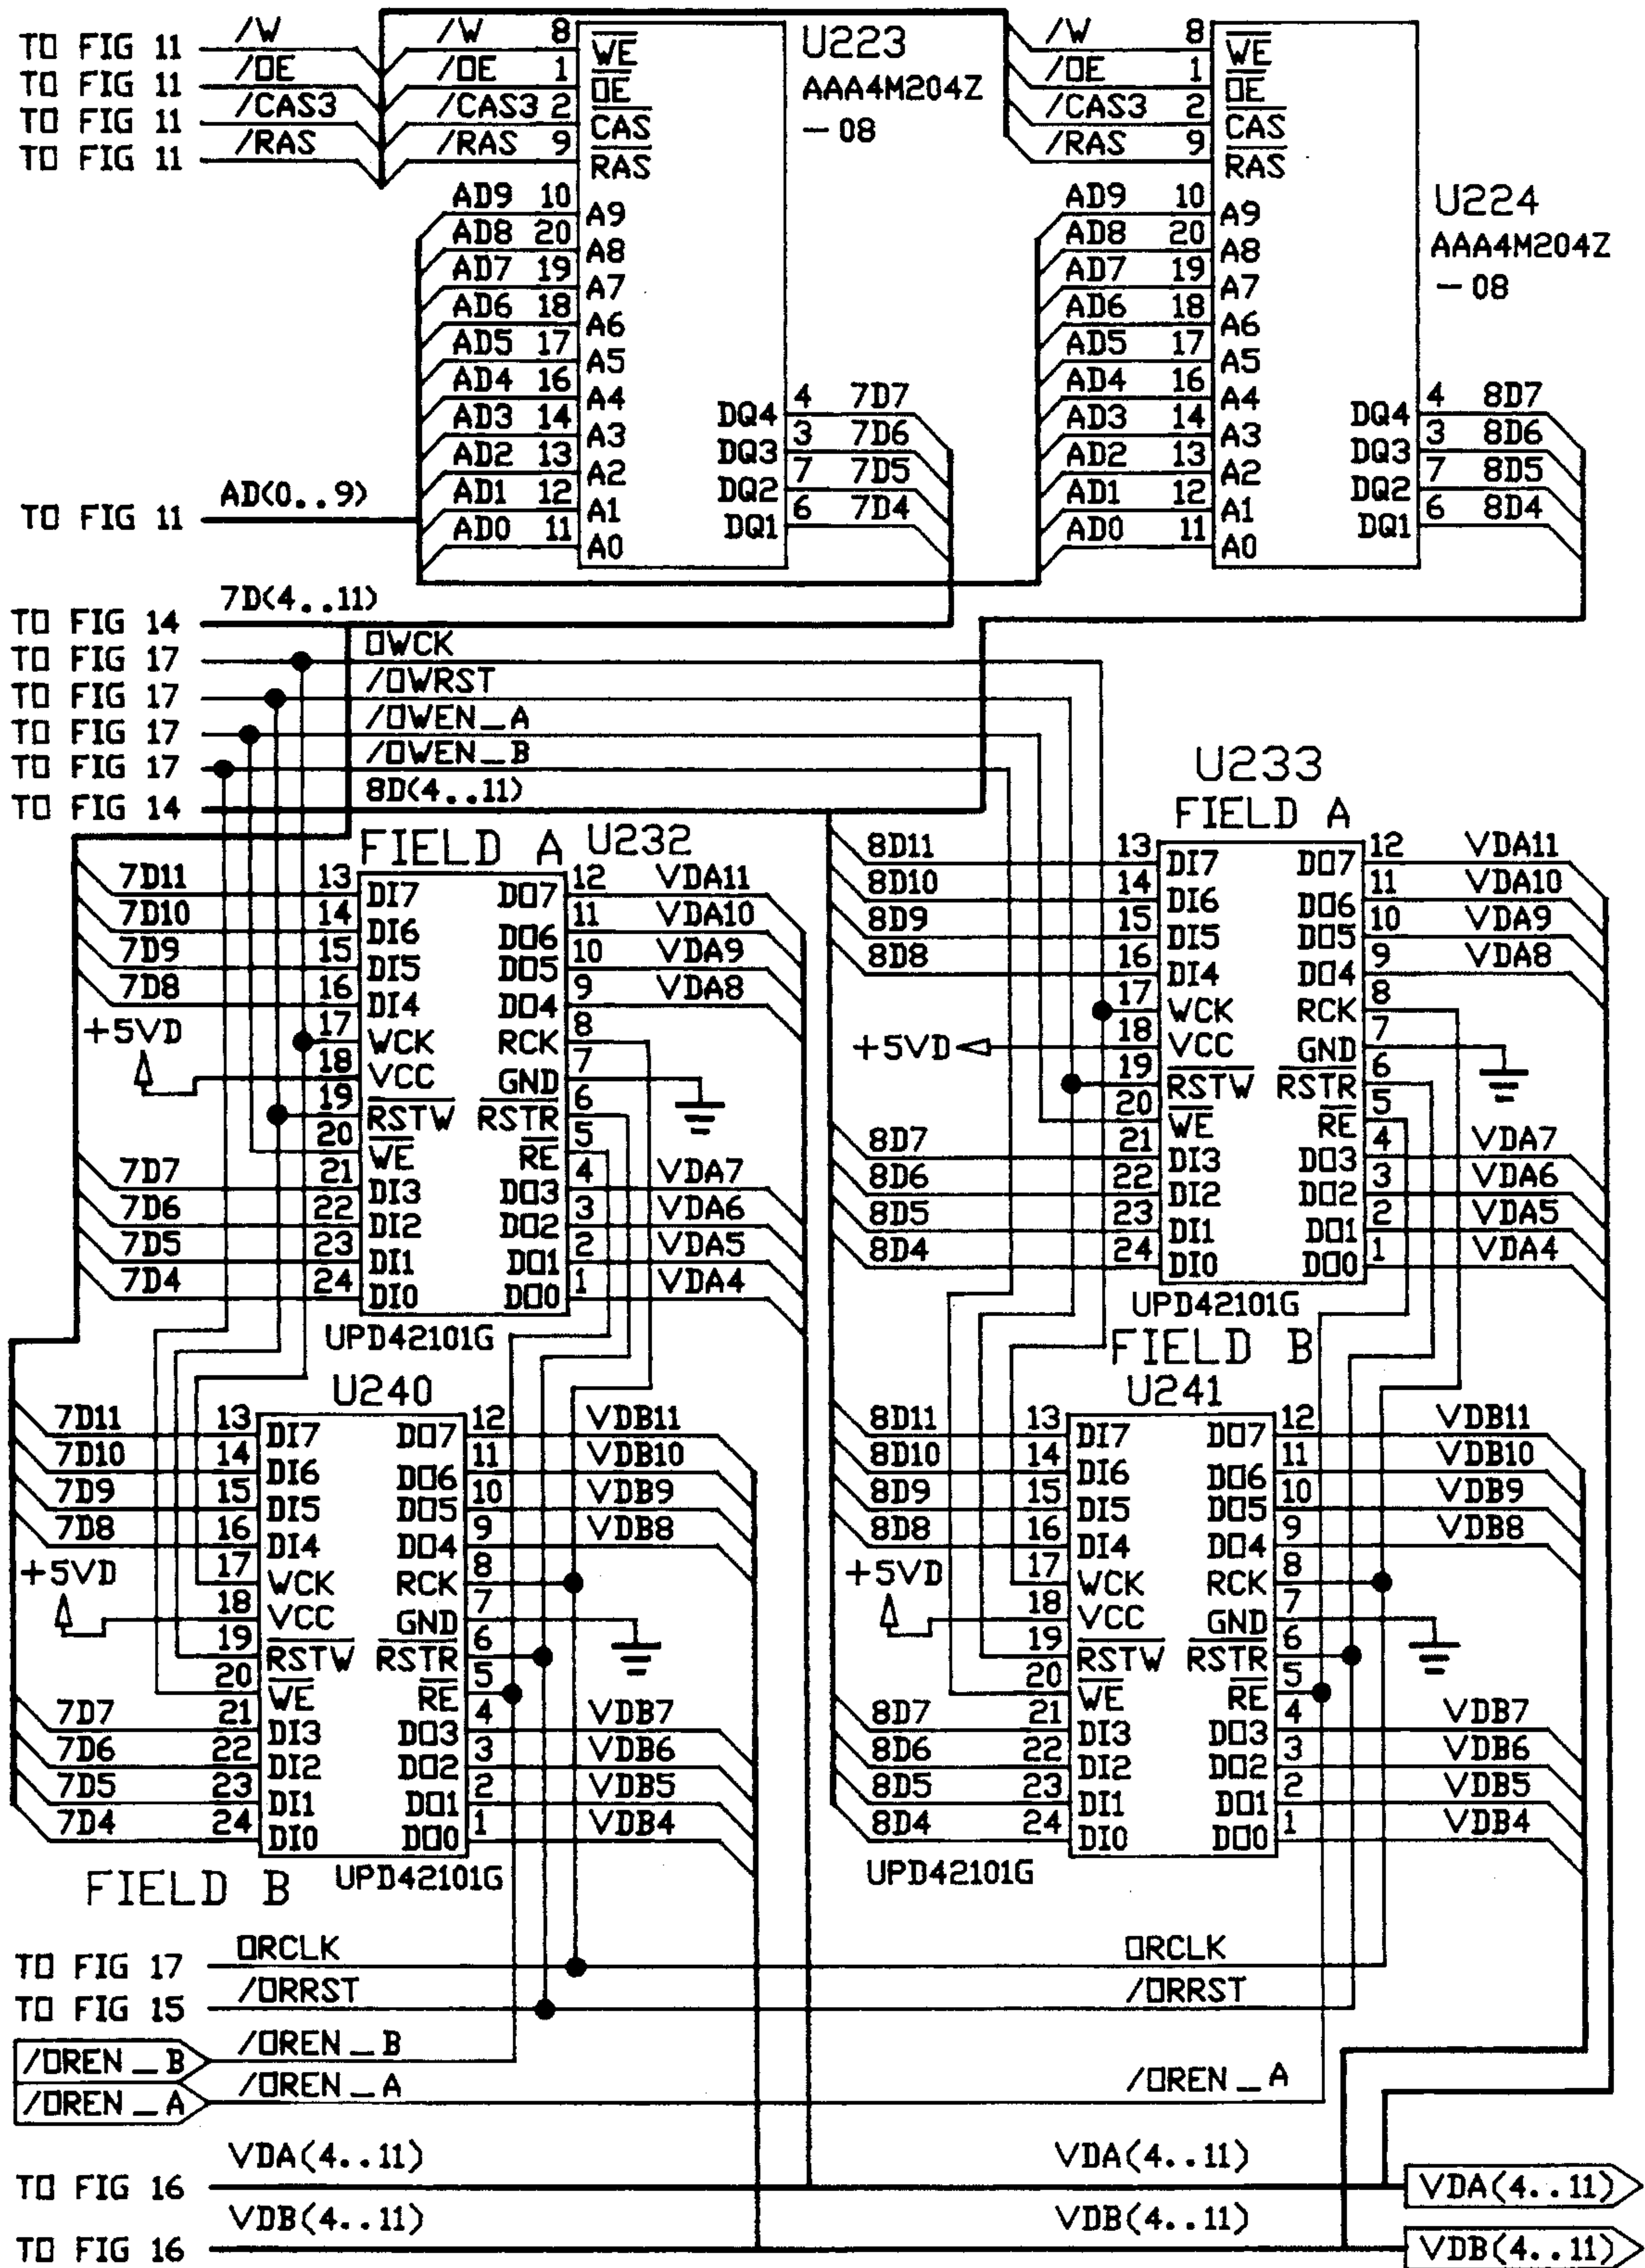 TO FIG 11 /W /W 8 WE U223 /W 8 WE
TO FIG 11 /OE /OE 1 OE AAA4M204Z /OE 1 OE
TO FIG 11 /CAS3 /CAS3 2 CAS -08 /CAS3 2 CAS
TO FIG 11 /RAS /RAS 9 RAS /RAS 9 RAS
U224
AAA4M204Z
-08
AD9 10 A9 AD9 10 A9
AD8 20 A8 AD8 20 A8
AD7 19 A7 AD7 19 A7
AD6 18 A6 AD6 18 A6
AD5 17 A5 AD5 17 A5
AD4 16 A4 DQ4 4 7D7 AD4 16 A4 DQ4 4 8D7
AD3 14 A3 DQ3 3 7D6 AD3 14 A3 DQ3 3 8D6
AD2 13 A2 DQ2 7 7D5 AD2 13 A2 DQ2 7 8D5
TO FIG 11 AD(0..9) AD1 12 A1 DQ1 6 7D4 AD1 12 A1 DQ1 6 8D4
AD0 11 A0 AD0 11 A0
TO FIG 14 7D(4..11)
TO FIG 17 OWCK
TO FIG 17 /OWRST
TO FIG 17 /OWEN_A
TO FIG 17 /OWEN_B
TO FIG 14 8D(4..11)
FIELD A U232
7D11 13 DI7 DO7 12 VDA11
7D10 14 DI6 DO6 11 VDA10
7D9 15 DI5 DO5 10 VDA9
7D8 16 DI4 DO4 9 VDA8
+5VD 17 WCK RCK 8
18 VCC GND 7
19 RSTW RSTR 6
20 WE RE 5
7D7 21 DI3 DO3 4 VDA7
7D6 22 DI2 DO2 3 VDA6
7D5 23 DI1 DO1 2 VDA5
7D4 24 DI0 DO0 1 VDA4
UPD42101G
U233
FIELD A
8D11 13 DI7 DO7 12 VDA11
8D10 14 DI6 DO6 11 VDA10
8D9 15 DI5 DO5 10 VDA9
8D8 16 DI4 DO4 9 VDA8
17 WCK RCK 8
+5VD 18 VCC GND 7
19 RSTW RSTR 6
20 WE RE 5
8D7 21 DI3 DO3 4 VDA7
8D6 22 DI2 DO2 3 VDA6
8D5 23 DI1 DO1 2 VDA5
8D4 24 DI0 DO0 1 VDA4
UPD42101G
U240
7D11 13 DI7 DO7 12 VDB11
7D10 14 DI6 DO6 11 VDB10
7D9 15 DI5 DO5 10 VDB9
7D8 16 DI4 DO4 9 VDB8
+5VD 17 WCK RCK 8
18 VCC GND 7
19 RSTW RSTR 6
20 WE RE 5
7D7 21 DI3 DO3 4 VDB7
7D6 22 DI2 DO2 3 VDB6
7D5 23 DI1 DO1 2 VDB5
7D4 24 DI0 DO0 1 VDB4
FIELD B UPD42101G
FIELD B
U241
8D11 13 DI7 DO7 12 VDB11
8D10 14 DI6 DO6 11 VDB10
8D9 15 DI5 DO5 10 VDB9
8D8 16 DI4 DO4 9 VDB8
+5VD 17 WCK RCK 8
18 VCC GND 7
19 RSTW RSTR 6
20 WE RE 5
8D7 21 DI3 DO3 4 VDB7
8D6 22 DI2 DO2 3 VDB6
8D5 23 DI1 DO1 2 VDB5
8D4 24 DI0 DO0 1 VDB4
UPD42101G
TO FIG 17 ORCLK ORCLK
TO FIG 15 /ORRST /ORRST
/OREN_B /OREN_B
/OREN_A /OREN_A /OREN_A
TO FIG 16 VDA(4..11) VDA(4..11) VDA(4..11)
TO FIG 16 VDB(4..11) VDB(4..11) VDB(4..11)